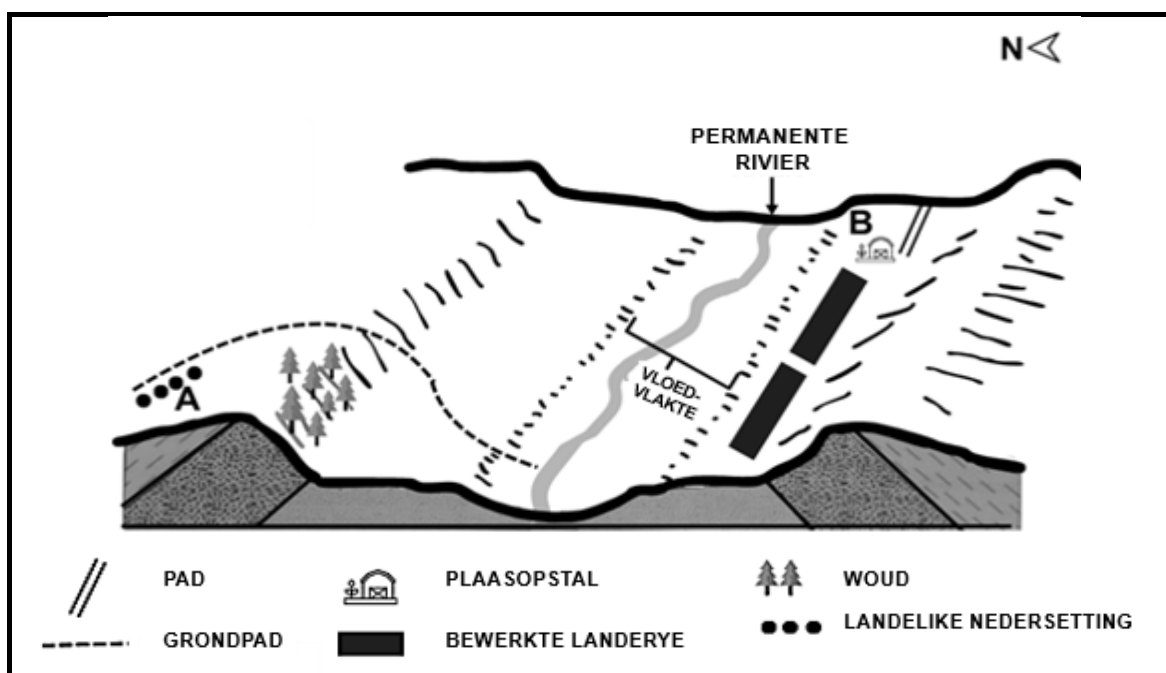 N
PERMANENTE
RIVIER
B
VLOED-
VLAKTE
A
PAD
PLAASOPSTAL
WOUD
GRONDPAD
BEWERKTE LANDERYE
LANDELIKE NEDERSETTING